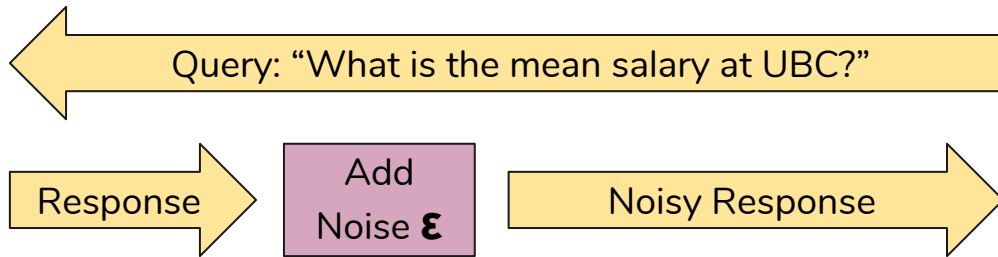 Query: “What is the mean salary at UBC?”
Response
Add
Noise ε
Noisy Response